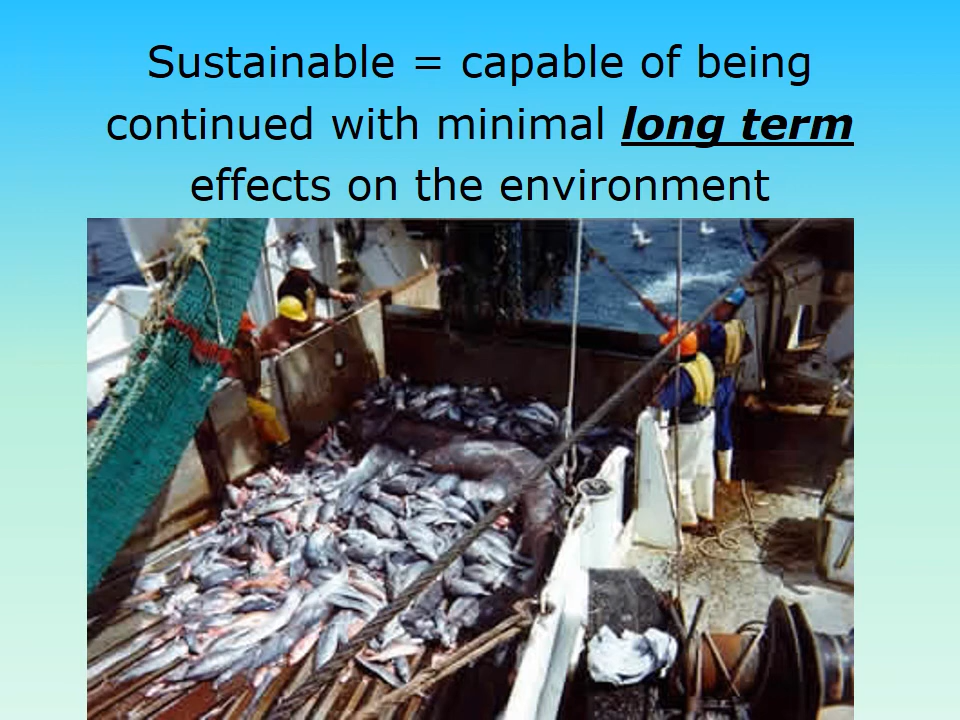 Sustainable = capable of being
continued with minimal long term
effects on the environment